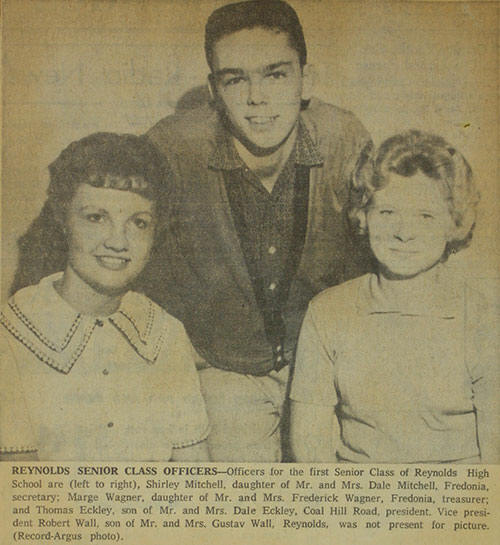 REYNOLDS SENIOR CLASS OFFICERS—Officers for the first Senior Class of Reynolds High
School are (left to right), Shirley Mitchell, daughter of Mr. and Mrs. Dale Mitchell, Fredonia,
secretary; Marge Wagner, daughter of Mr. and Mrs. Frederick Wagner, Fredonia, treasurer;
and Thomas Eckley, son of Mr. and Mrs. Dale Eckley, Coal Hill Road, president. Vice presi-
dent Robert Wall, son of Mr. and Mrs. Gustav Wall, Reynolds, was not present for picture.
(Record-Argus photo).